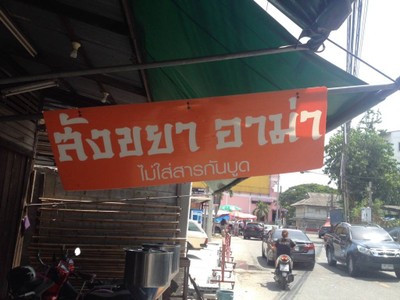 สังขยา อาม่า
ไม่ใส่สารกันบูด